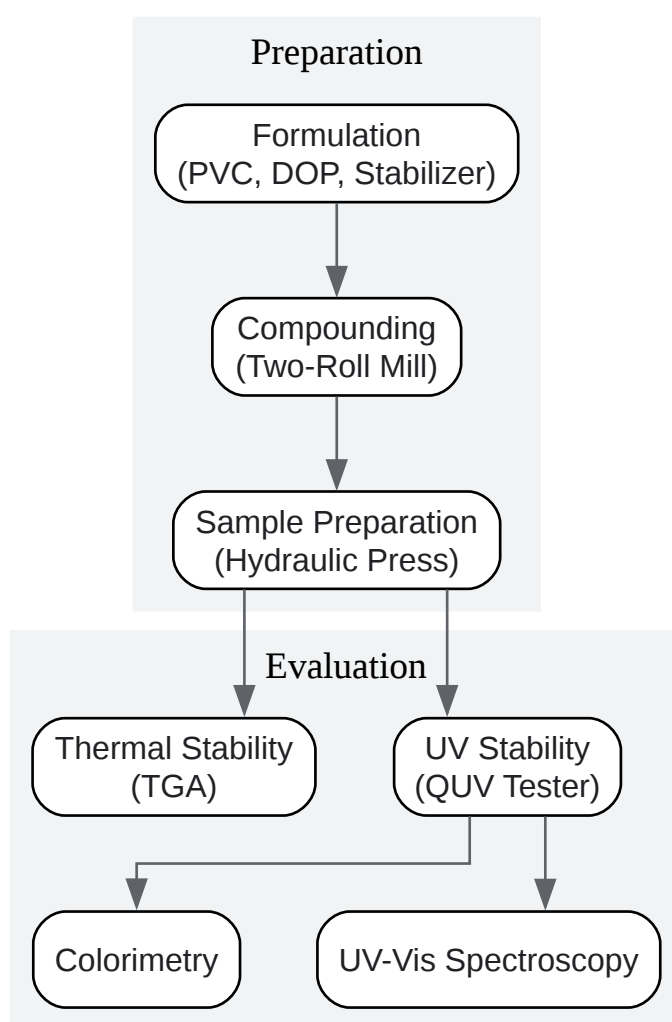 Preparation
Formulation
(PVC, DOP, Stabilizer)
Compounding
(Two-Roll Mill)
Sample Preparation
(Hydraulic Press)
Evaluation
Thermal Stability
(TGA)
UV Stability
(QUV Tester)
Colorimetry
UV-Vis Spectroscopy